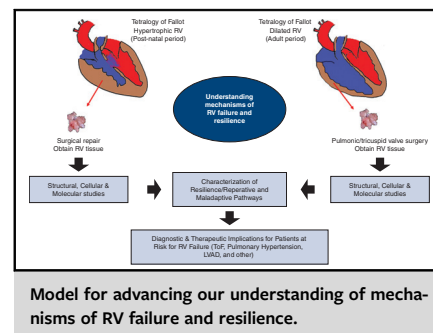 Tetralogy of Fallot
Hypertrophic RV
(Post-natal period)
Tetralogy of Fallot
Dilated RV
(Adult period)
Understanding
mechanisms of
RV failure and
resilience
Surgical repair
Obtain RV tissue
Pulmonic/tricuspid valve surgery
Obtain RV tissue
Structural, Cellular &
Molecular studies
Characterization of
Resilience/Reperative and
Maladaptive Pathways
Structural, Cellular &
Molecular studies
Diagnostic & Therapeutic Implications for Patients at
Risk for RV Failure (ToF, Pulmonary Hypertension,
LVAD, and other)
Model for advancing our understanding of mecha-
nisms of RV failure and resilience.